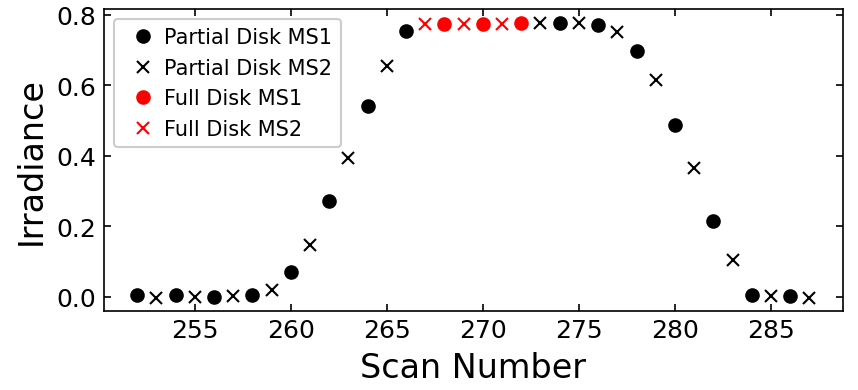 Irradiance
0.8
0.6
0.4
0.2
0.0
Partial Disk MS1
Partial Disk MS2
Full Disk MS1
Full Disk MS2
255 260 265 270 275 280 285
Scan Number